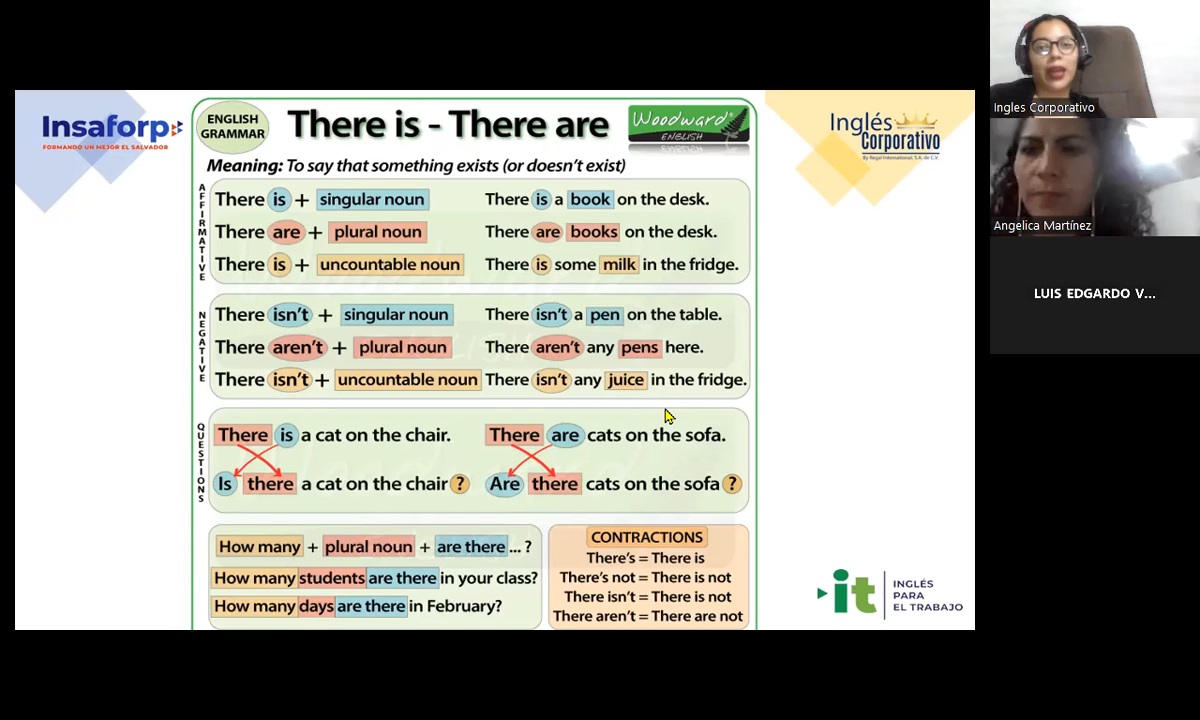 Insaforp
FORMANDO UN MEJOR EL SALVADOR
ENGLISH
GRAMMAR
There is - There are
Woodward®
ENGLISH
Inglés
Corporativo
By Regal International, S.A. de C.V.
Meaning: To say that something exists (or doesn't exist)
AFFIRMATIVE
There is + singular noun There is a book on the desk.
There are + plural noun There are books on the desk.
There is + uncountable noun There is some milk in the fridge.
NEGATIVE
There isn't + singular noun There isn't a pen on the table.
There aren't + plural noun There aren't any pens here.
There isn't + uncountable noun There isn't any juice in the fridge.
QUESTIONS
There is a cat on the chair. There are cats on the sofa.
Is there a cat on the chair ? Are there cats on the sofa ?
How many + plural noun + are there ... ?
How many students are there in your class?
How many days are there in February?
CONTRACTIONS
There's = There is
There's not = There is not
There isn't = There is not
There aren't = There are not
it
INGLÉS
PARA
EL TRABAJO
Ingles Corporativo
Angelica Martínez
LUIS EDGARDO V...